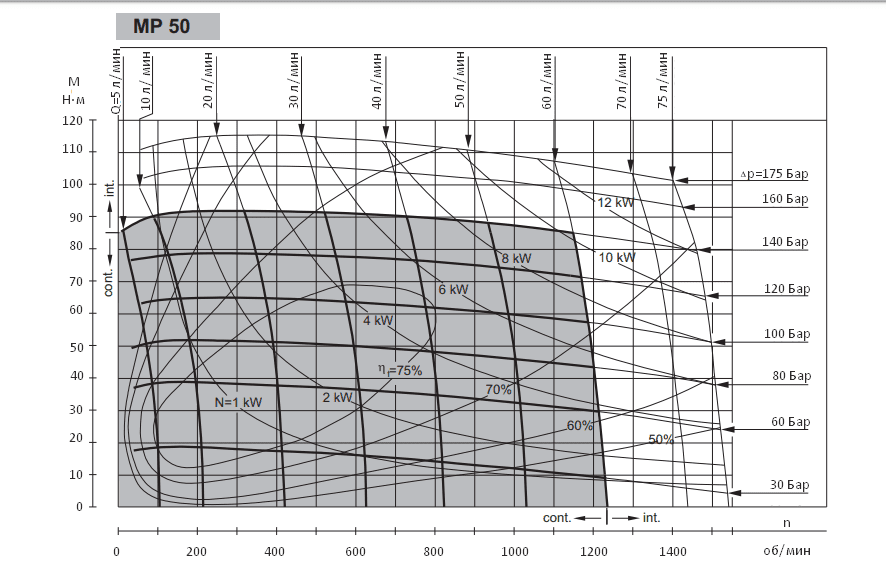 MP 50
Q=5 л/мин
10 л/мин
20 л/мин
30 л/мин
40 л/мин
50 л/мин
60 л/мин
70 л/мин
75 л/мин
M
Н·м
120
110
100
90
80
70
60
50
40
30
20
10
0
int.
cont.
Δp=175 Бар
160 Бар
140 Бар
120 Бар
100 Бар
80 Бар
60 Бар
30 Бар
12 kW
10 kW
8 kW
6 kW
4 kW
ηt=75%
N=1 kW
2 kW
70%
60%
50%
cont.
int.
n
0
200
400
600
800
1000
1200
1400
об/мин